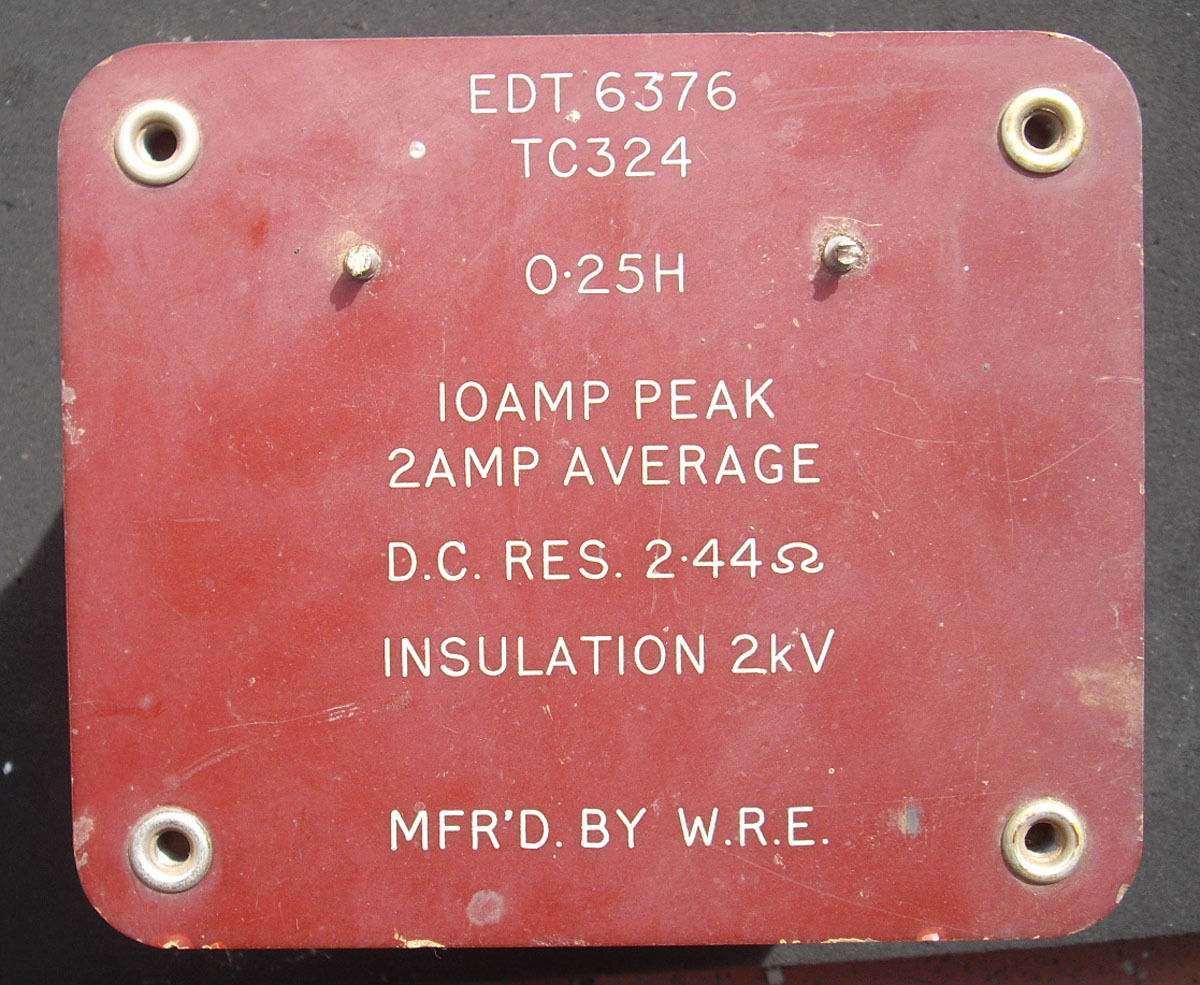 EDT 6376
TC324
0·25H
10AMP PEAK
2AMP AVERAGE
D.C. RES. 2·44Ω
INSULATION 2kV
MFR'D. BY W.R.E.